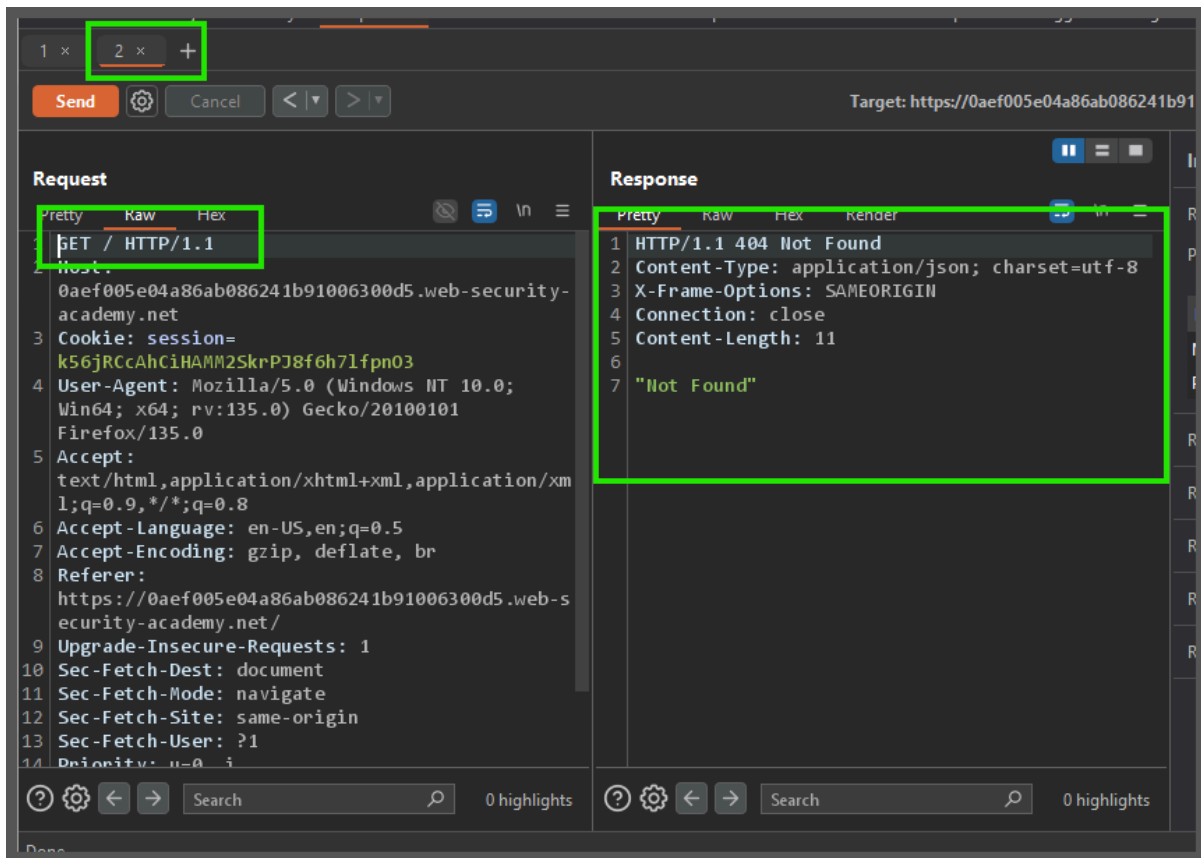 1 × 2 × +
Send Cancel < >
Target: https://0aef005e04a86ab086241b91
Request
Pretty Raw Hex \n
1 GET / HTTP/1.1
2 Host:
0aef005e04a86ab086241b91006300d5.web-security-
academy.net
3 Cookie: session=
k56jRCcAhCiHAMM2SkrPJ8f6h7lfpnO3
4 User-Agent: Mozilla/5.0 (Windows NT 10.0;
Win64; x64; rv:135.0) Gecko/20100101
Firefox/135.0
5 Accept:
text/html,application/xhtml+xml,application/xm
l;q=0.9,*/*;q=0.8
6 Accept-Language: en-US,en;q=0.5
7 Accept-Encoding: gzip, deflate, br
8 Referer:
https://0aef005e04a86ab086241b91006300d5.web-s
ecurity-academy.net/
9 Upgrade-Insecure-Requests: 1
10 Sec-Fetch-Dest: document
11 Sec-Fetch-Mode: navigate
12 Sec-Fetch-Site: same-origin
13 Sec-Fetch-User: ?1
14 Priority: u=0, i
Search 0 highlights
Response
Pretty Raw Hex Render \n
1 HTTP/1.1 404 Not Found
2 Content-Type: application/json; charset=utf-8
3 X-Frame-Options: SAMEORIGIN
4 Connection: close
5 Content-Length: 11
6
7 "Not Found"
Search 0 highlights
Done